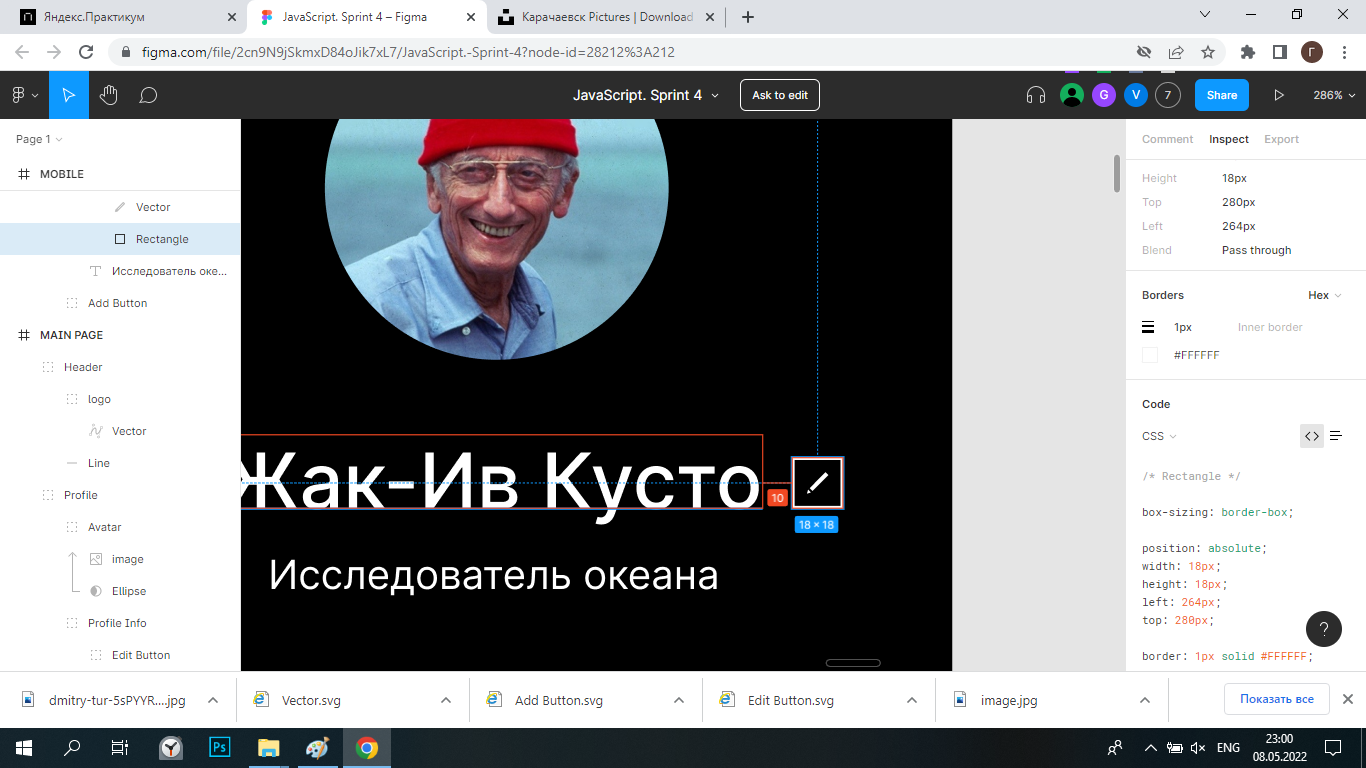 Яндекс.Практикум
JavaScript. Sprint 4 – Figma
Карачаевск Pictures | Download
figma.com/file/2cn9N9jSkmxD84oJik7xL7/JavaScript.-Sprint-4?node-id=28212%3A212
Г
JavaScript. Sprint 4
Ask to edit
G
V
7
Share
286%
Page 1
MOBILE
Vector
Rectangle
Исследователь оке...
Add Button
MAIN PAGE
Header
logo
Vector
Line
Profile
Avatar
image
Ellipse
Profile Info
Edit Button
Жак-Ив Кусто
10
18 × 18
Исследователь океана
Comment
Inspect
Export
Height 18px
Top 280px
Left 264px
Blend Pass through
Borders Hex
1px Inner border
#FFFFFF
Code
CSS
/* Rectangle */
box-sizing: border-box;
position: absolute;
width: 18px;
height: 18px;
left: 264px;
top: 280px;
border: 1px solid #FFFFFF;
?
dmitry-tur-5sPYYR....jpg
Vector.svg
Add Button.svg
Edit Button.svg
image.jpg
Показать все
Ps
ENG
23:00
08.05.2022